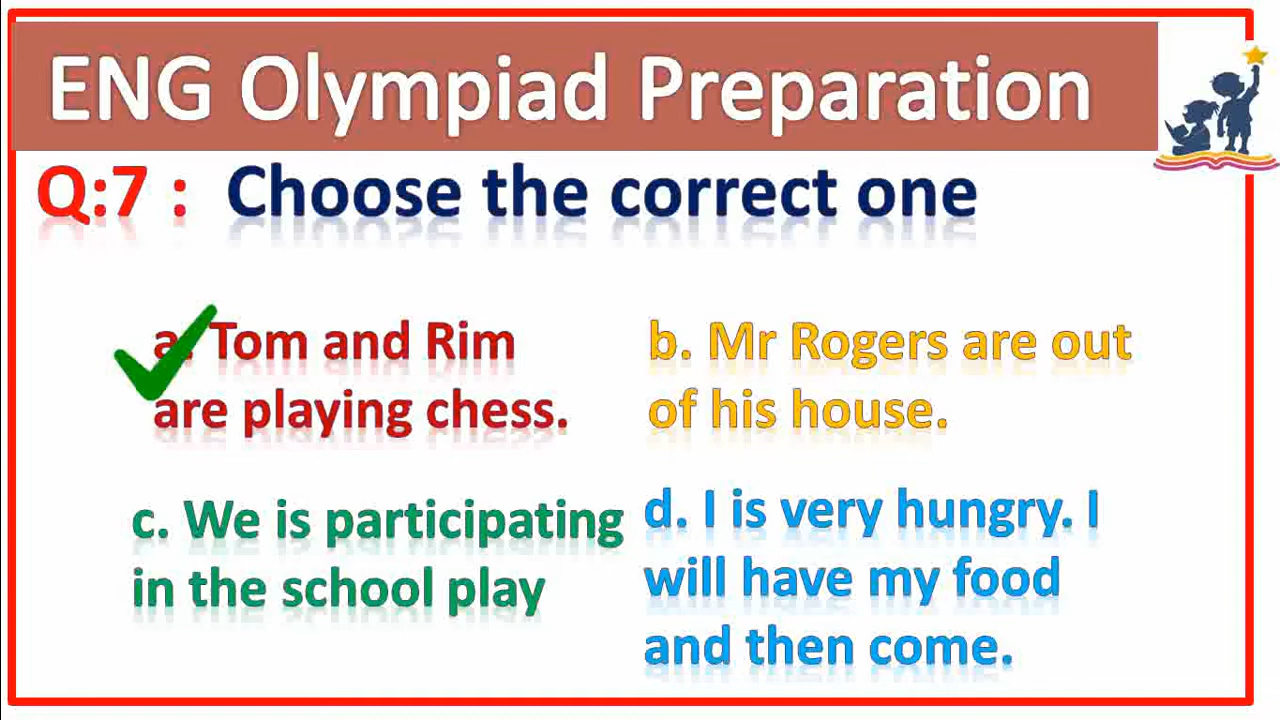 ENG Olympiad Preparation
Q:7 : Choose the correct one
a. Tom and Rim
are playing chess.
b. Mr Rogers are out
of his house.
c. We is participating
in the school play
d. I is very hungry. I
will have my food
and then come.